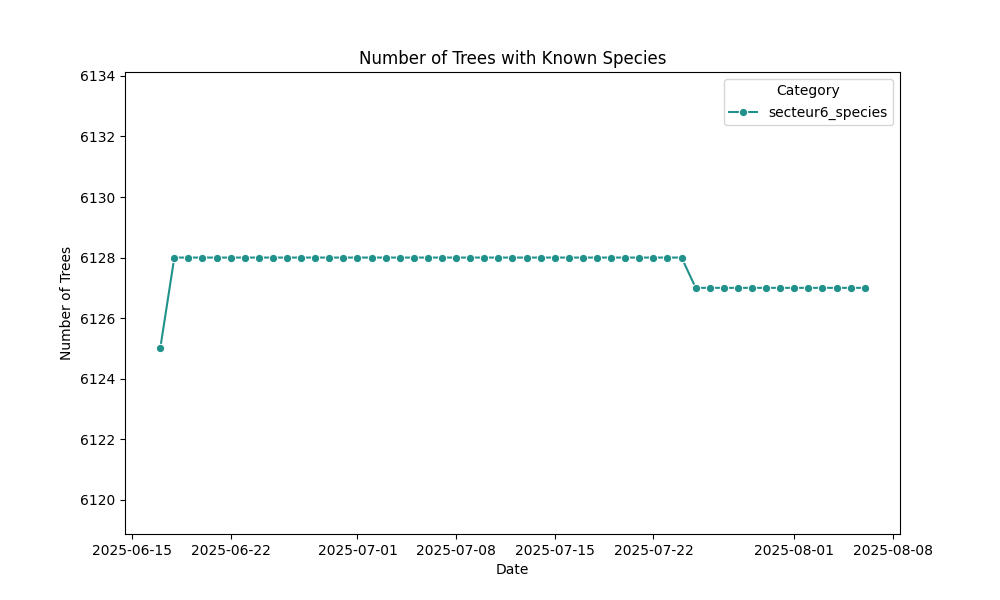 Number of Trees with Known Species
Category
secteur6_species
Number of Trees
6134
6132
6130
6128
6126
6124
6122
6120
2025-06-15 2025-06-22 2025-07-01 2025-07-08 2025-07-15 2025-07-22 2025-08-01 2025-08-08
Date